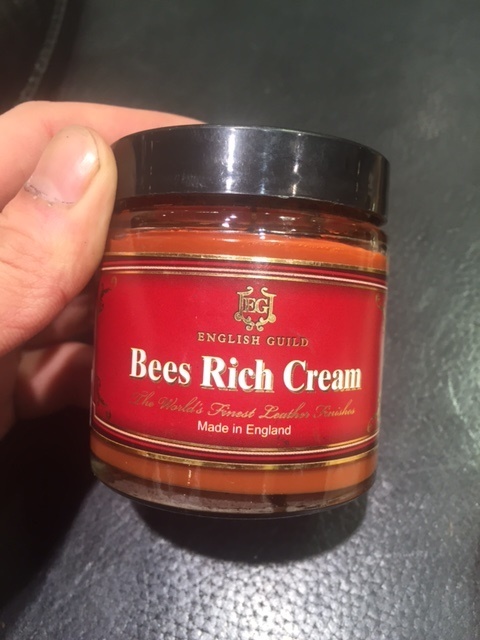 EG
ENGLISH GUILD
Bees Rich Cream
The World's Finest Leather Finishes
Made in England